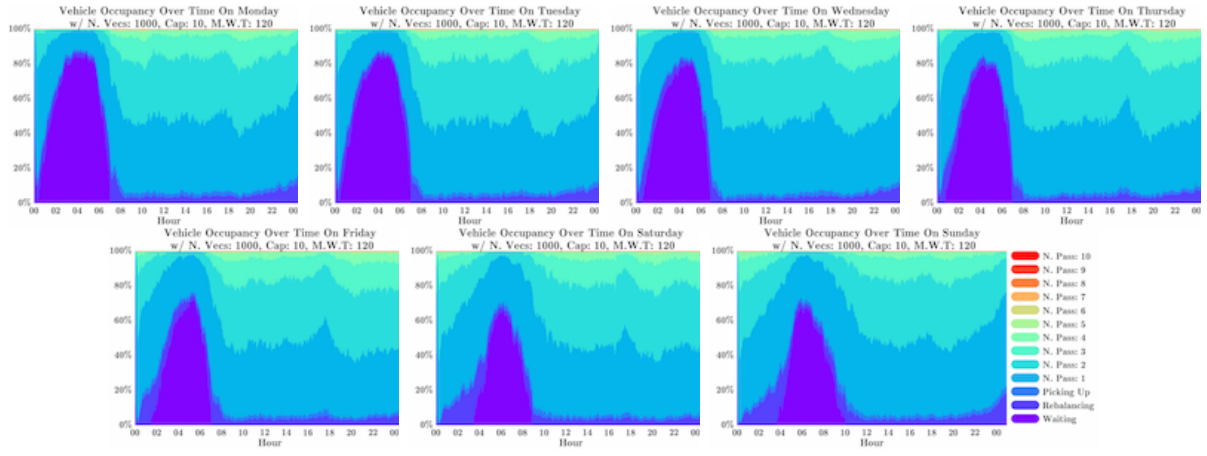 Vehicle Occupancy Over Time On Monday
w/ N. Vecs: 1000, Cap: 10, M.W.T: 120
100%
80%
60%
40%
20%
0%
00 02 04 06 08 10 12 14 16 18 20 22 00
Hour
Vehicle Occupancy Over Time On Tuesday
w/ N. Vecs: 1000, Cap: 10, M.W.T: 120
100%
80%
60%
40%
20%
0%
00 02 04 06 08 10 12 14 16 18 20 22 00
Hour
Vehicle Occupancy Over Time On Wednesday
w/ N. Vecs: 1000, Cap: 10, M.W.T: 120
100%
80%
60%
40%
20%
0%
00 02 04 06 08 10 12 14 16 18 20 22 00
Hour
Vehicle Occupancy Over Time On Thursday
w/ N. Vecs: 1000, Cap: 10, M.W.T: 120
100%
80%
60%
40%
20%
0%
00 02 04 06 08 10 12 14 16 18 20 22 00
Hour
Vehicle Occupancy Over Time On Friday
w/ N. Vecs: 1000, Cap: 10, M.W.T: 120
100%
80%
60%
40%
20%
0%
00 02 04 06 08 10 12 14 16 18 20 22 00
Hour
Vehicle Occupancy Over Time On Saturday
w/ N. Vecs: 1000, Cap: 10, M.W.T: 120
100%
80%
60%
40%
20%
0%
00 02 04 06 08 10 12 14 16 18 20 22 00
Hour
Vehicle Occupancy Over Time On Sunday
w/ N. Vecs: 1000, Cap: 10, M.W.T: 120
100%
80%
60%
40%
20%
0%
00 02 04 06 08 10 12 14 16 18 20 22 00
Hour
N. Pass: 10
N. Pass: 9
N. Pass: 8
N. Pass: 7
N. Pass: 6
N. Pass: 5
N. Pass: 4
N. Pass: 3
N. Pass: 2
N. Pass: 1
Picking Up
Rebalancing
Waiting